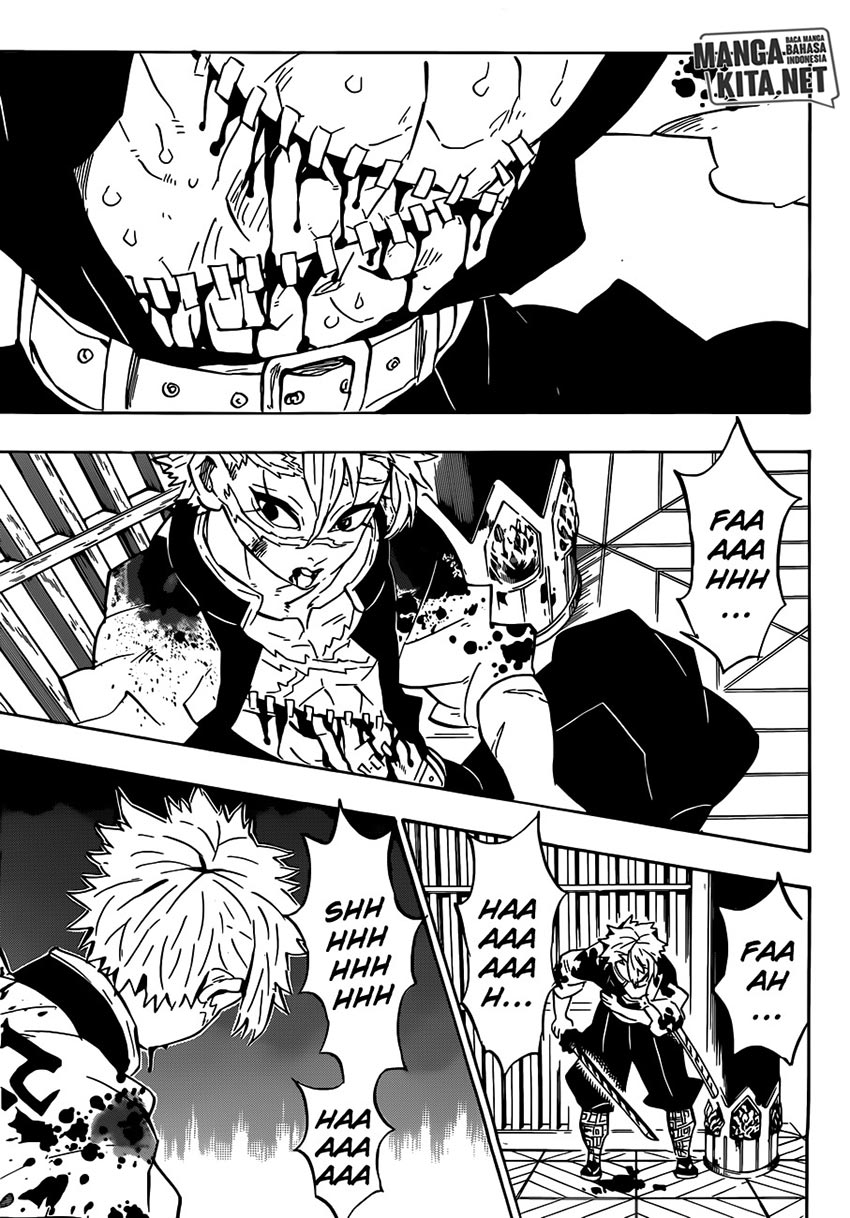 MANGA
BACA MANGA
BAHASA
INDONESIA
KITA.NET
FAA
AAA
HHH
...
FAA
AH
...
HAA
AAA
AAA
H...
SHH
HHH
HHH
HHH
HAA
AAA
AAA